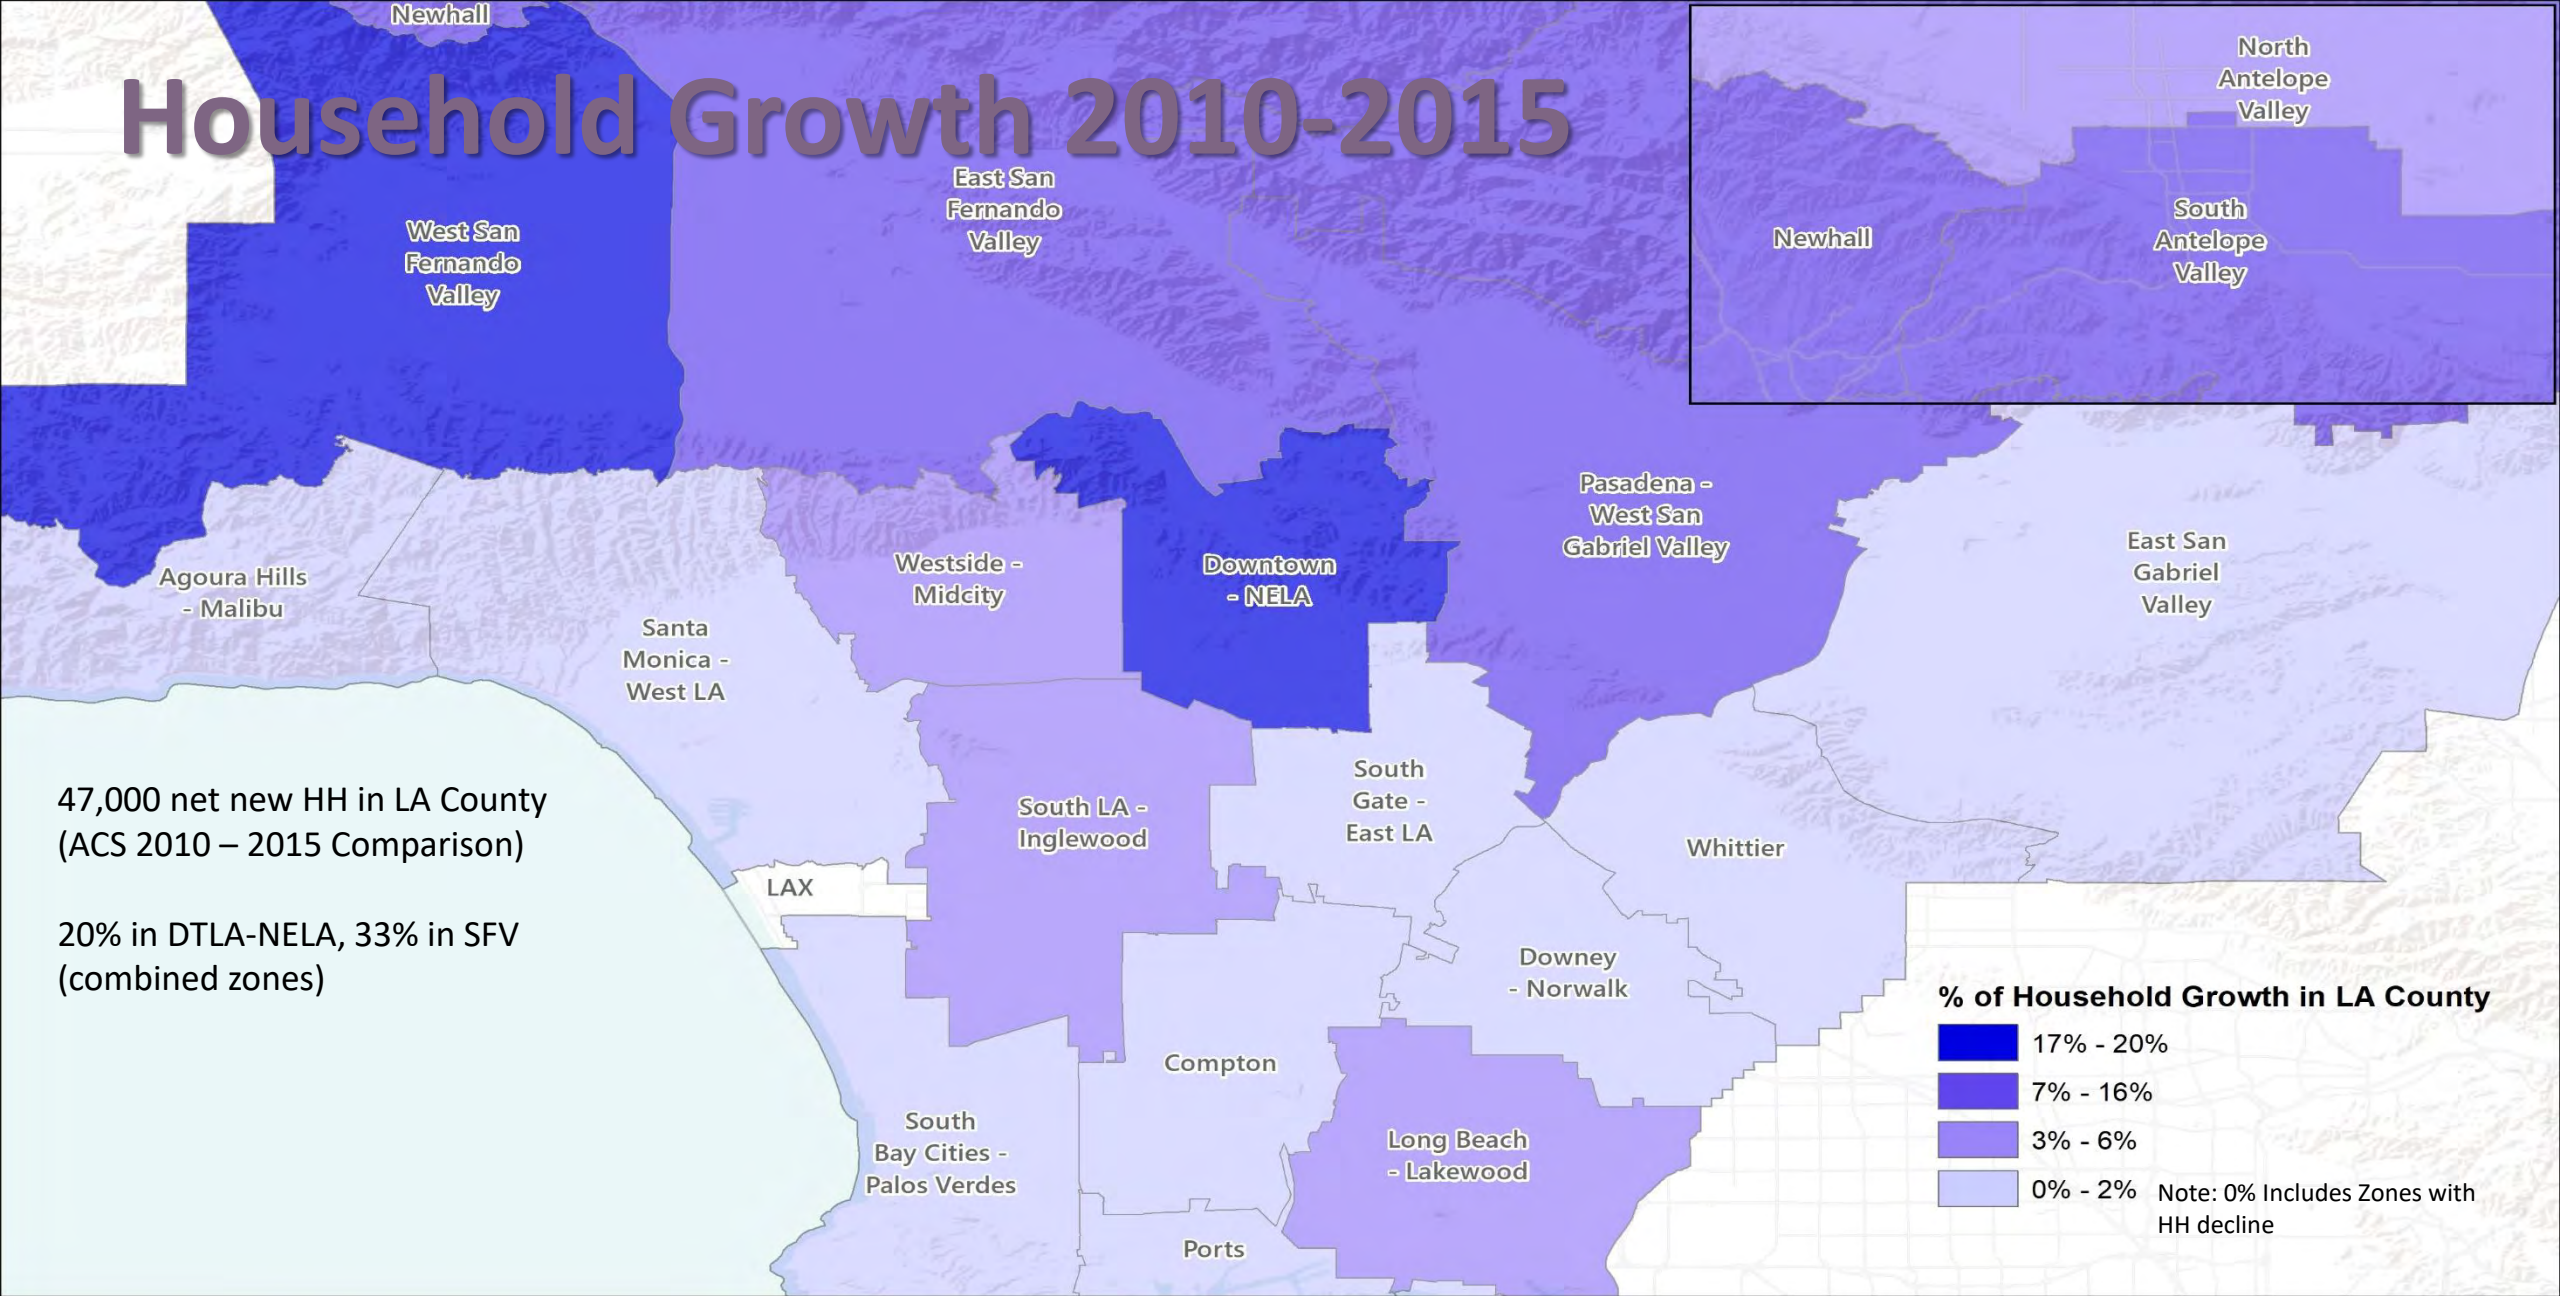 Newhall
Household Growth 2010-2015
North
Antelope
Valley
East San
Fernando
Valley
West San
Fernando
Valley
Newhall
South
Antelope
Valley
Pasadena -
West San
Gabriel Valley
East San
Gabriel
Valley
Westside -
Midcity
Downtown
- NELA
Agoura Hills
- Malibu
Santa
Monica -
West LA
47,000 net new HH in LA County
(ACS 2010 – 2015 Comparison)
20% in DTLA-NELA, 33% in SFV
(combined zones)
South LA -
Inglewood
South
Gate -
East LA
Whittier
LAX
Downey
- Norwalk
Compton
South
Bay Cities -
Palos Verdes
Long Beach
- Lakewood
Ports
% of Household Growth in LA County
17% - 20%
7% - 16%
3% - 6%
0% - 2%
Note: 0% Includes Zones with
HH decline